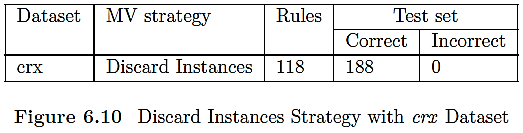 Dataset MV strategy Rules Test set
Correct Incorrect
crx Discard Instances 118 188 0
Figure 6.10 Discard Instances Strategy with crx Dataset